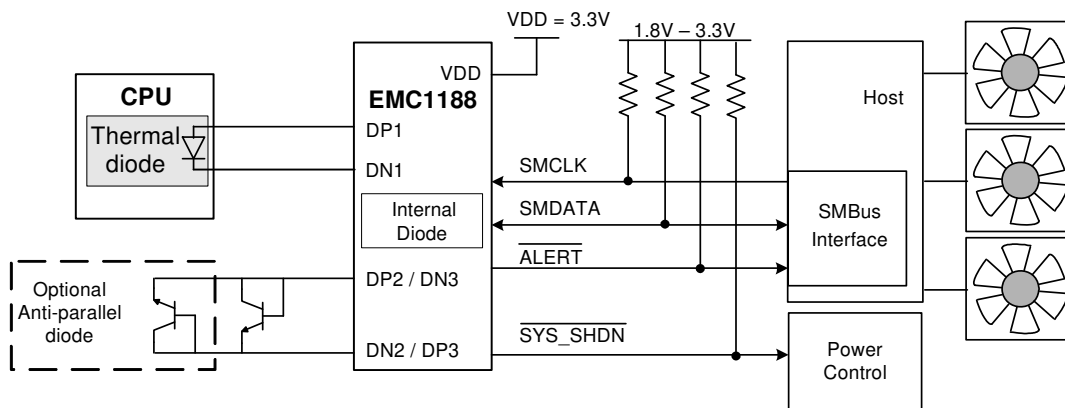 VDD = 3.3V
1.8V – 3.3V
VDD
EMC1188
CPU
Thermal
diode
DP1
DN1
Internal
Diode
SMCLK
SMDATA
ALERT
SYS_SHDN
Host
SMBus
Interface
Optional
Anti-parallel
diode
DP2 / DN3
DN2 / DP3
Power
Control